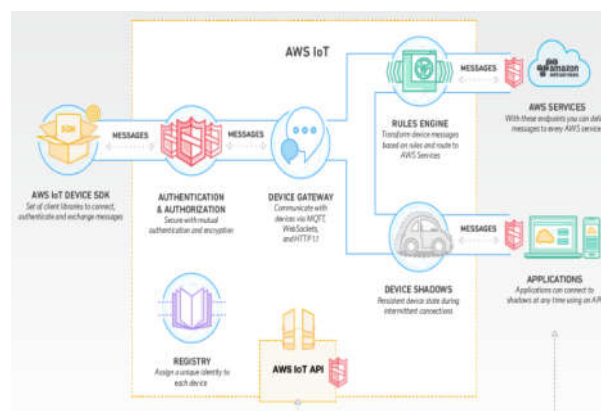 AWS IoT
MESSAGES
amazon
web services
SDK
MESSAGES
MESSAGES
RULES ENGINE
Transform device messages
based on rules and route to
AWS Services
AWS SERVICES
With these endpoints you can deli
messages to every AWS service
AWS IoT DEVICE SDK
Set of client libraries to connect,
authenticate and exchange messages
AUTHENTICATION
& AUTHORIZATION
Secure with mutual
authentication and encryption
DEVICE GATEWAY
Communicate with
devices via MQTT,
WebSockets,
and HTTP 1.1
MESSAGES
DEVICE SHADOWS
Persistent device state during
intermittent connections
APPLICATIONS
Applications can connect to
shadows at any time using an API
REGISTRY
Assign a unique identity to
each device
AWS IoT API